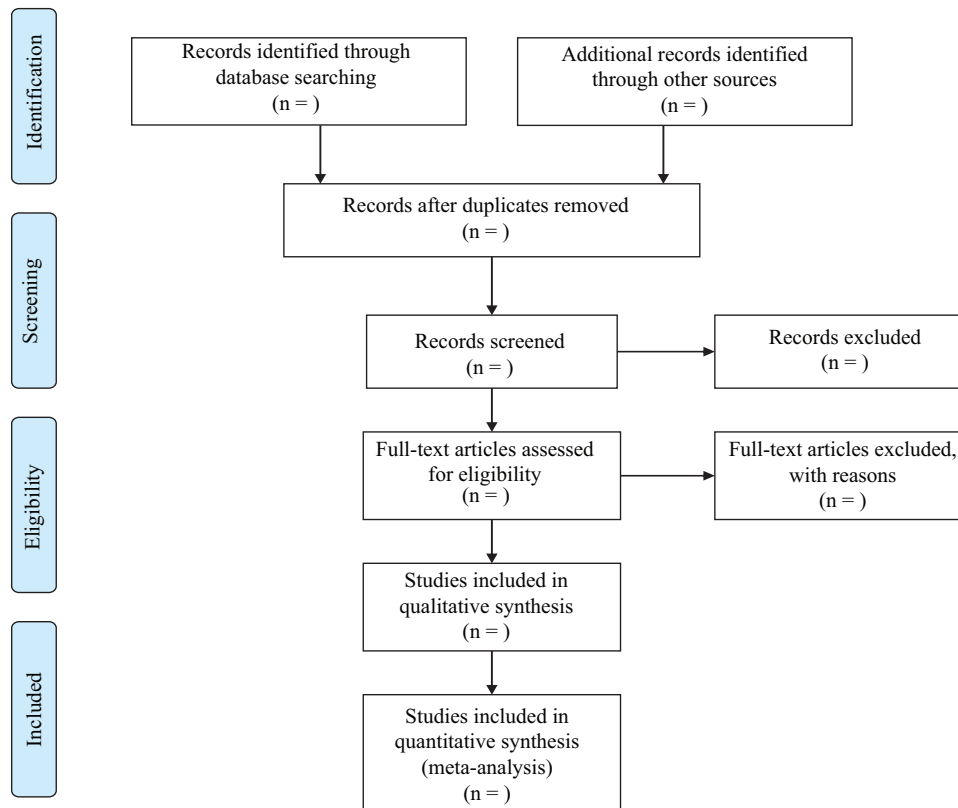 Identification
Records identified through
database searching
(n = )
Additional records identified
through other sources
(n = )
Records after duplicates removed
(n = )
Screening
Records screened
(n = )
Records excluded
(n = )
Eligibility
Full-text articles assessed
for eligibility
(n = )
Full-text articles excluded,
with reasons
(n = )
Studies included in
qualitative synthesis
(n = )
Included
Studies included in
quantitative synthesis
(meta-analysis)
(n = )